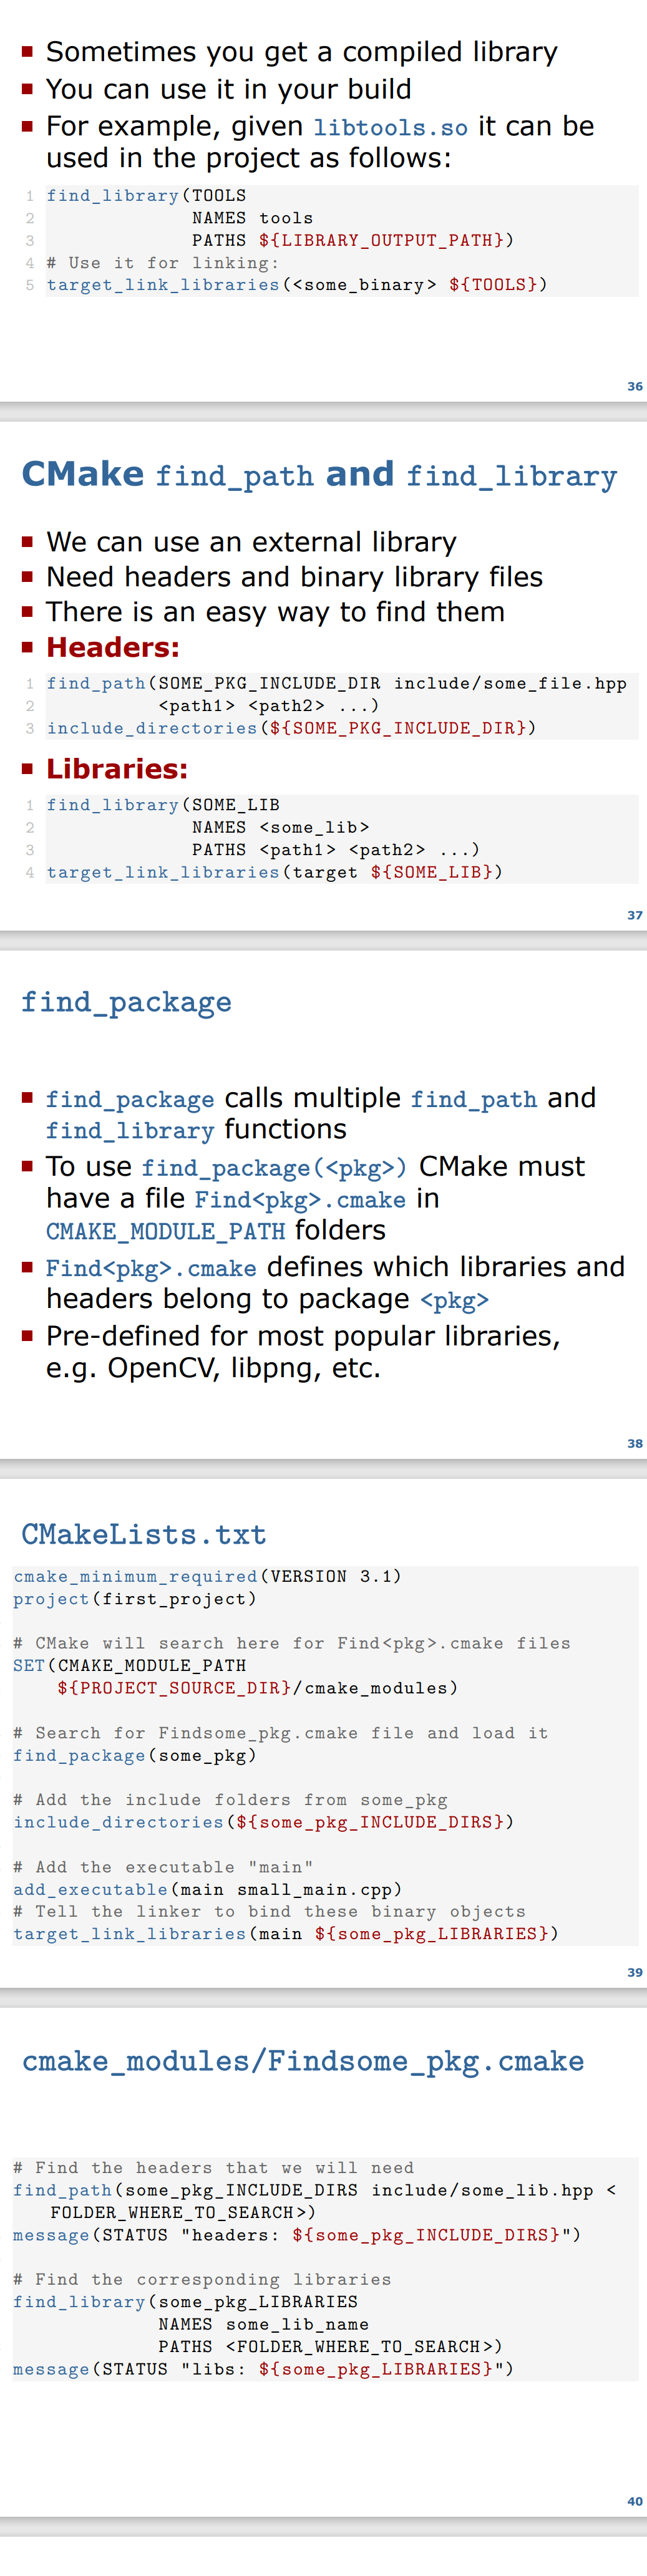 Sometimes you get a compiled library
You can use it in your build
For example, given libtools.so it can be
used in the project as follows:
1 find_library(TOOLS
2 NAMES tools
3 PATHS ${LIBRARY_OUTPUT_PATH})
4 # Use it for linking:
5 target_link_libraries(<some_binary> ${TOOLS})
36
CMake find_path and find_library
We can use an external library
Need headers and binary library files
There is an easy way to find them
Headers:
1 find_path(SOME_PKG_INCLUDE_DIR include/some_file.hpp
2 <path1> <path2> ...)
3 include_directories(${SOME_PKG_INCLUDE_DIR})
Libraries:
1 find_library(SOME_LIB
2 NAMES <some_lib>
3 PATHS <path1> <path2> ...)
4 target_link_libraries(target ${SOME_LIB})
37
find_package
find_package calls multiple find_path and
find_library functions
To use find_package(<pkg>) CMake must
have a file Find<pkg>.cmake in
CMAKE_MODULE_PATH folders
Find<pkg>.cmake defines which libraries and
headers belong to package <pkg>
Pre-defined for most popular libraries,
e.g. OpenCV, libpng, etc.
38
CMakeLists.txt
cmake_minimum_required(VERSION 3.1)
project(first_project)
# CMake will search here for Find<pkg>.cmake files
SET(CMAKE_MODULE_PATH
${PROJECT_SOURCE_DIR}/cmake_modules)
# Search for Findsome_pkg.cmake file and load it
find_package(some_pkg)
# Add the include folders from some_pkg
include_directories(${some_pkg_INCLUDE_DIRS})
# Add the executable "main"
add_executable(main small_main.cpp)
# Tell the linker to bind these binary objects
target_link_libraries(main ${some_pkg_LIBRARIES})
39
cmake_modules/Findsome_pkg.cmake
# Find the headers that we will need
find_path(some_pkg_INCLUDE_DIRS include/some_lib.hpp <
FOLDER_WHERE_TO_SEARCH>)
message(STATUS "headers: ${some_pkg_INCLUDE_DIRS}")
# Find the corresponding libraries
find_library(some_pkg_LIBRARIES
NAMES some_lib_name
PATHS <FOLDER_WHERE_TO_SEARCH>)
message(STATUS "libs: ${some_pkg_LIBRARIES}")
40